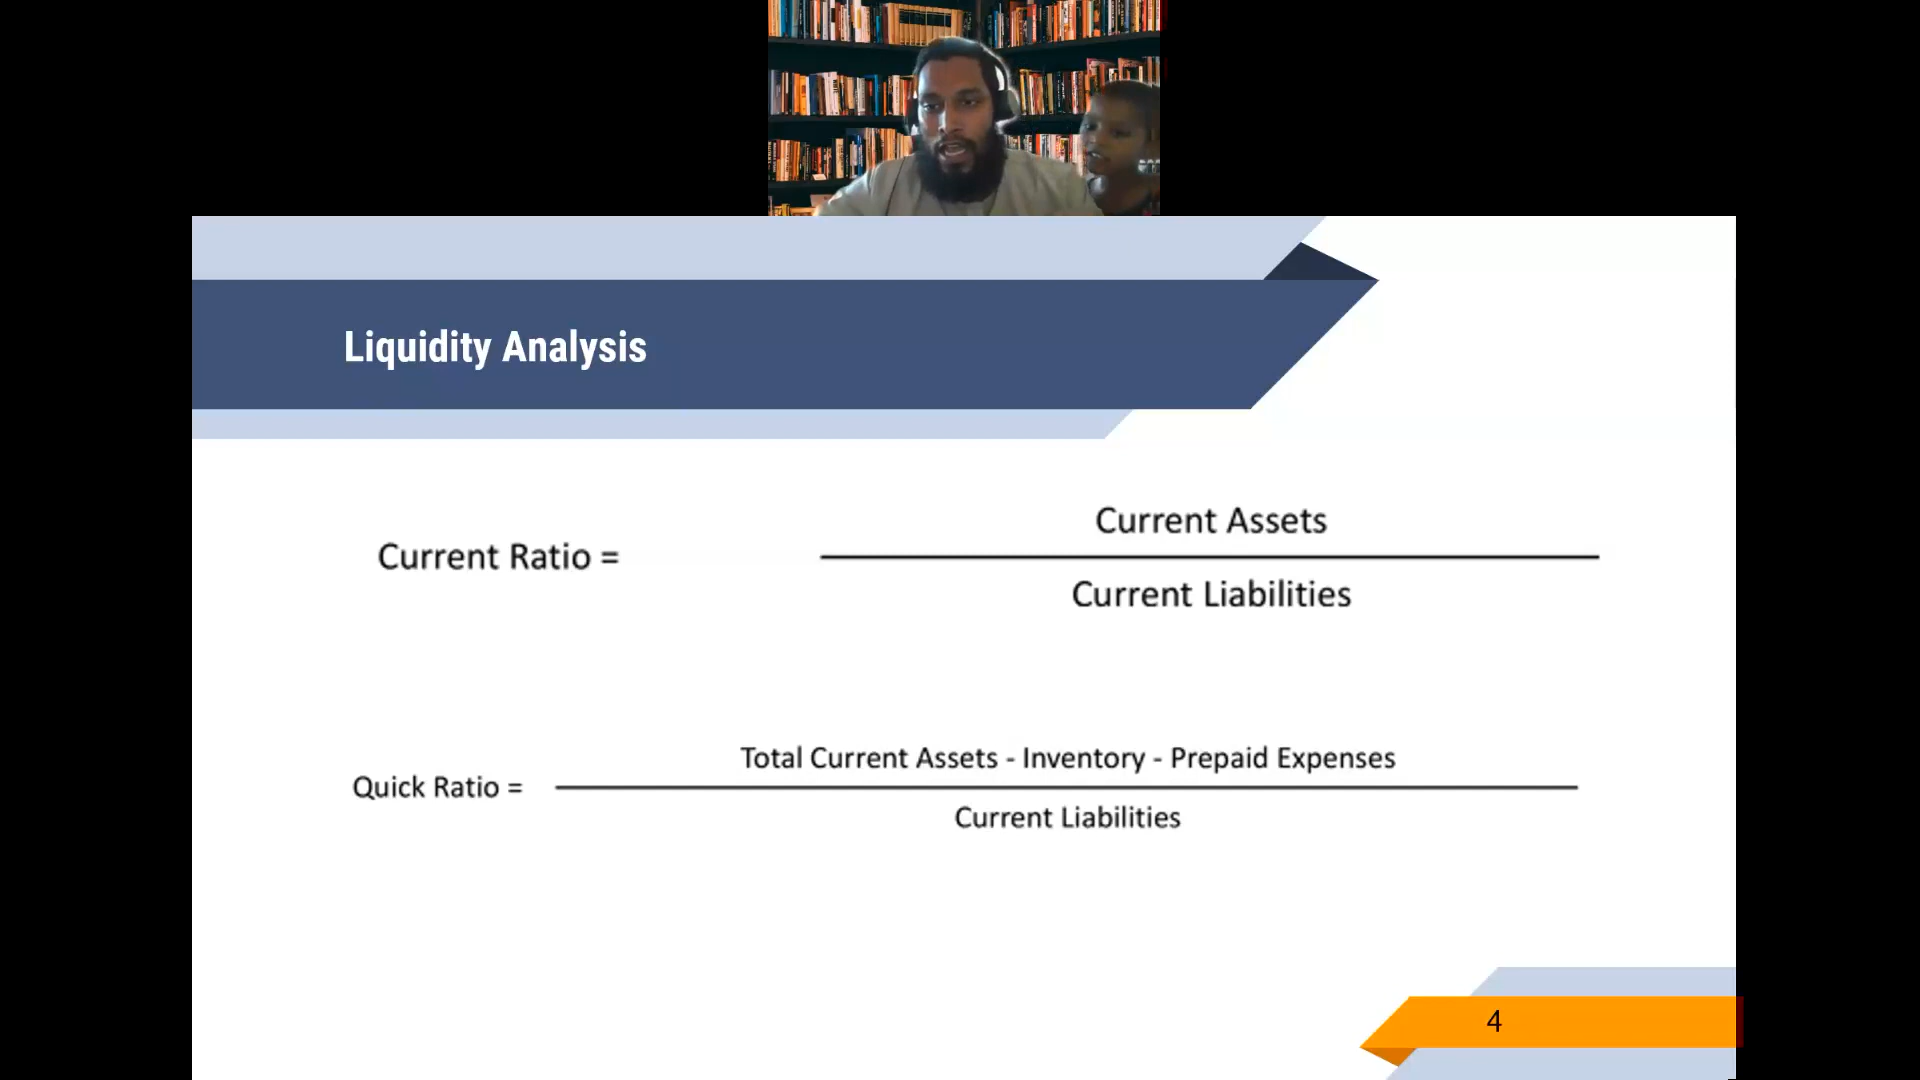 Liquidity Analysis
Current Ratio =
Current Assets
Current Liabilities
Quick Ratio =
Total Current Assets - Inventory - Prepaid Expenses
Current Liabilities
4